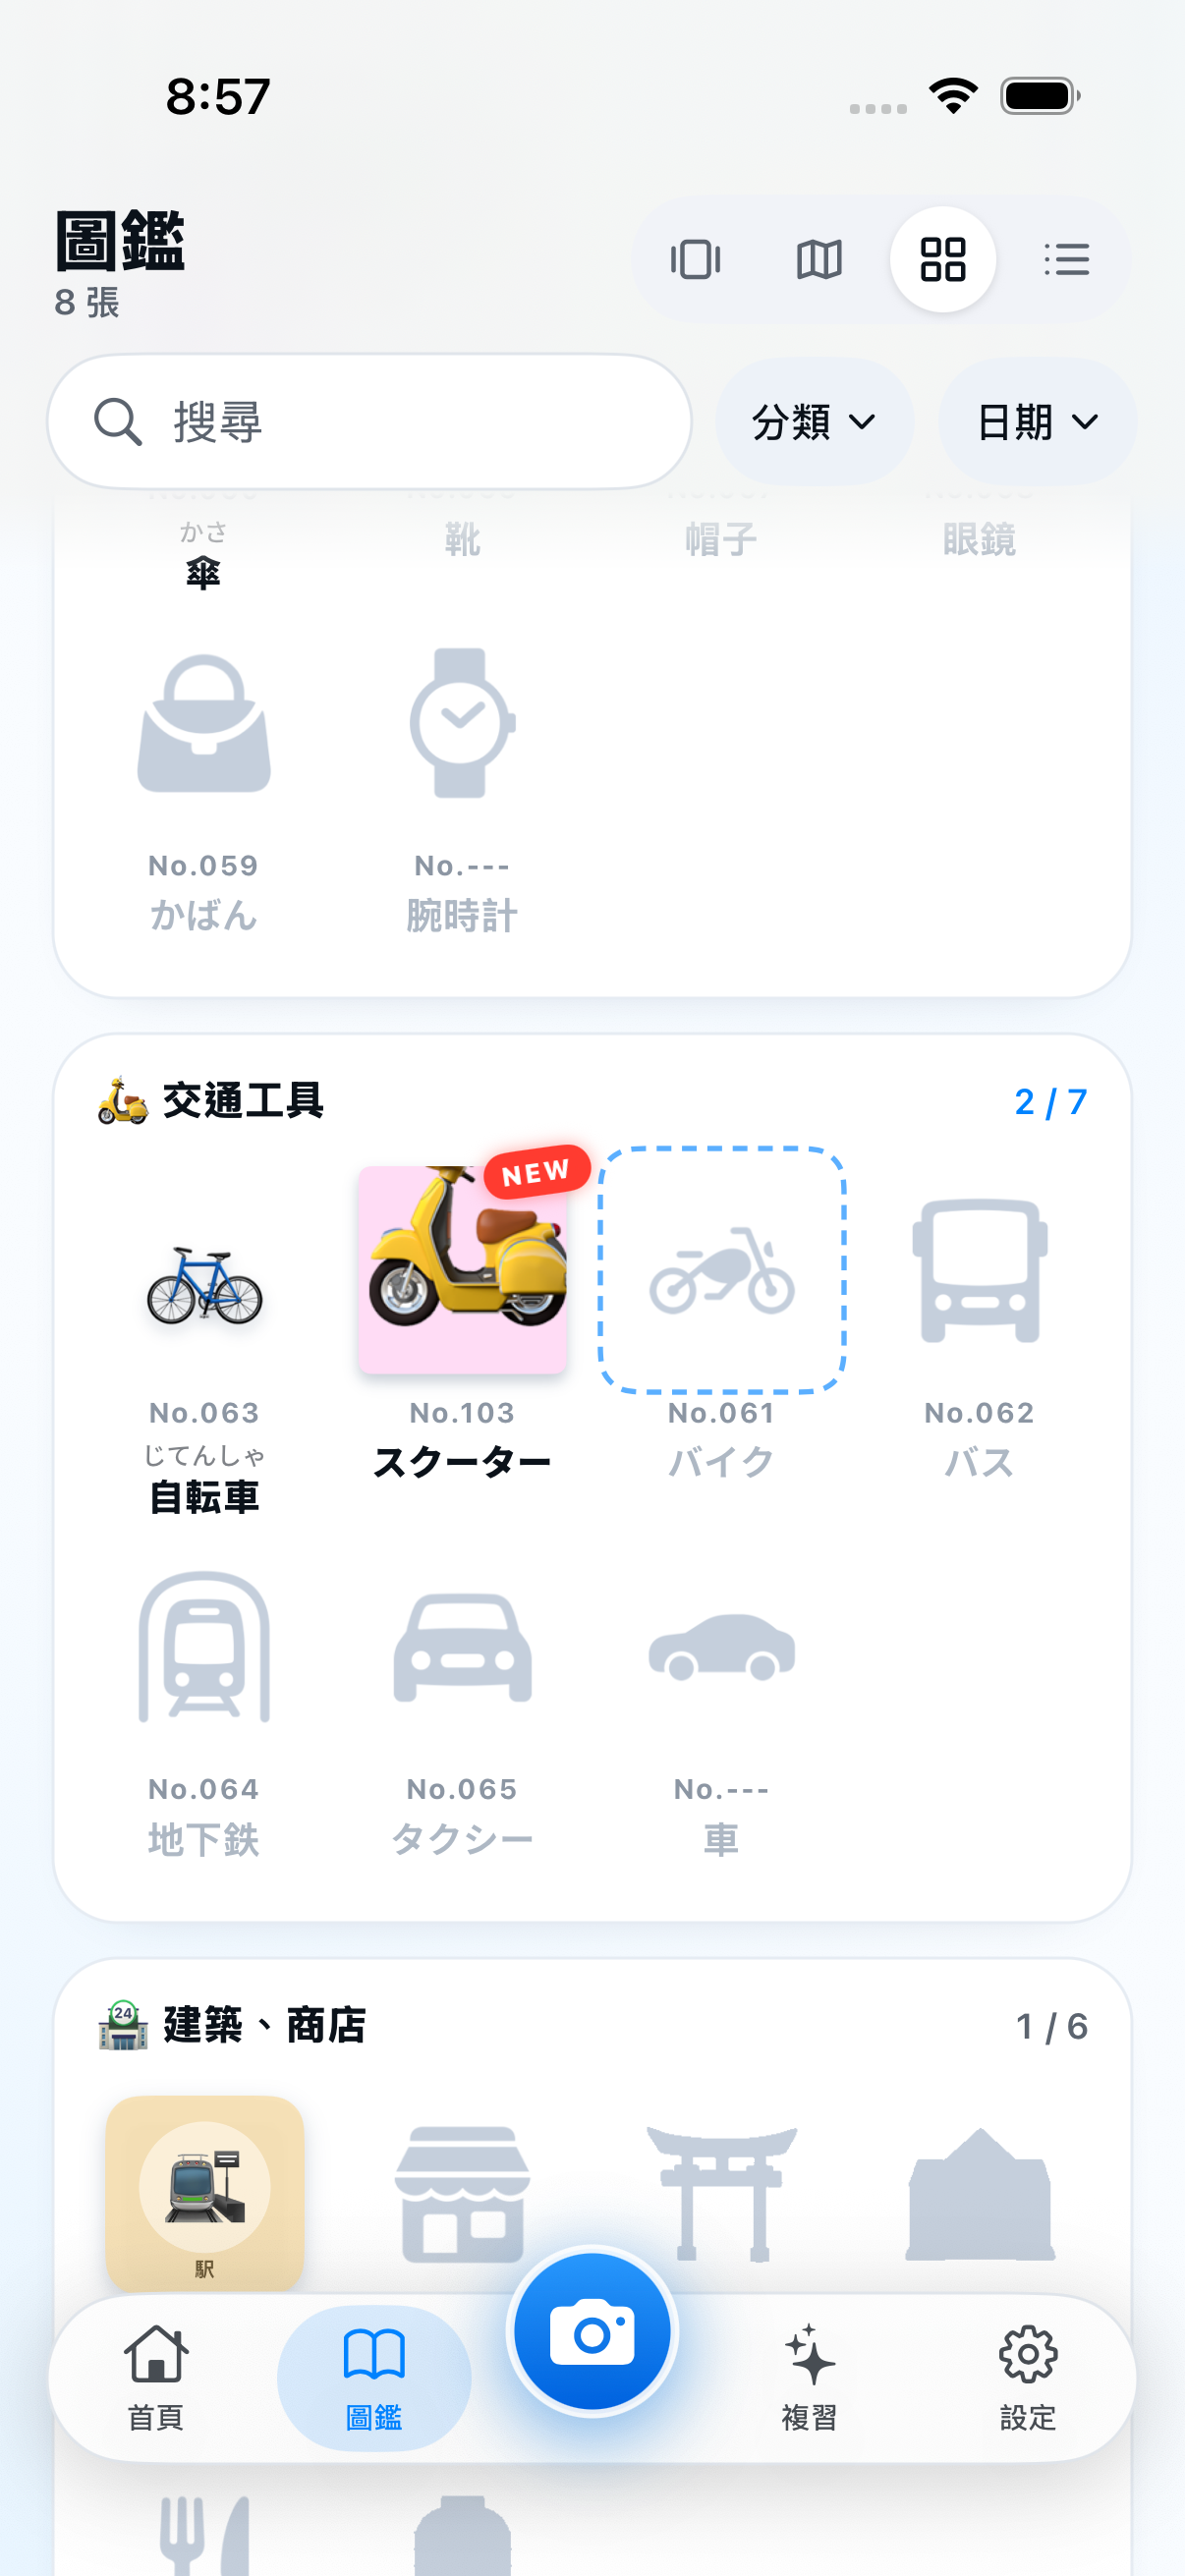 8:57
圖鑑
8 張
搜尋
分類
日期
かさ
傘
靴
帽子
眼鏡
No.059
No.---
かばん
腕時計
交通工具
2 / 7
NEW
No.063
No.103
No.061
No.062
じてんしゃ
自転車
スクーター
バイク
バス
No.064
No.065
No.---
地下鉄
タクシー
車
24
建築、商店
1 / 6
駅
首頁
圖鑑
複習
設定